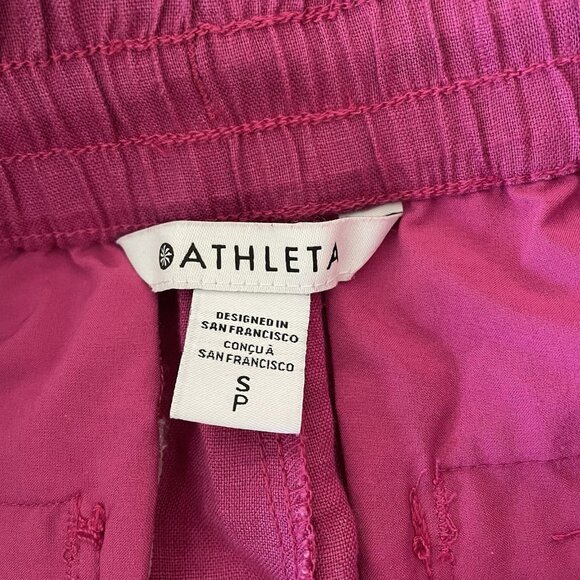 ATHLETA
DESIGNED IN
SAN FRANCISCO
CONÇU À
SAN FRANCISCO
S
P